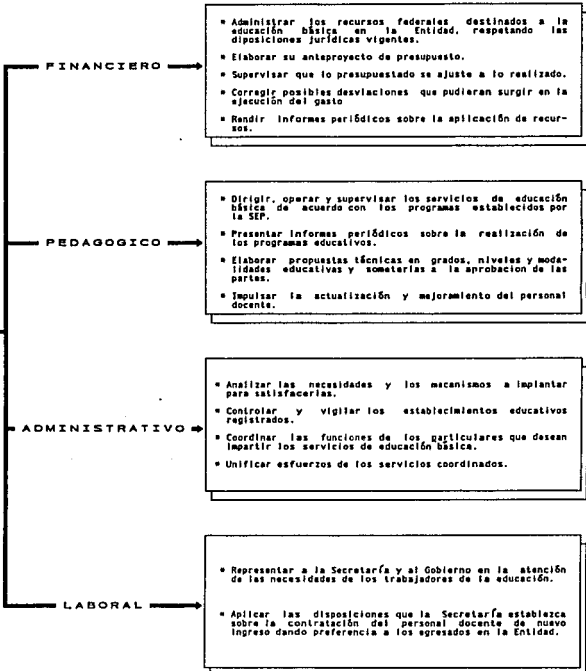 FINANCIERO
* Administrar los recursos federales destinados a la
educación básica en la Entidad, respetando las
diposiciones jurídicas vigentes.
* Elaborar su anteproyecto de presupuesto.
* Supervisar que lo presupuestado se ajuste a lo realizado.
* Corregir posibles desviaciones que pudieran surgir en la
ejecución del gasto
* Rendir informes periódicos sobre la aplicación de recur-
sos.
PEDAGOGICO
* Dirigir, operar y supervisar los servicios de educación
básica de acuerdo con los programas establecidos por
la SEP.
* Presentar informes periódicos sobre la realización de
los programas educativos.
* Elaborar propuestas técnicas en grados, niveles y moda-
lidades educativas y someterlas a la aprobacion de las
partes.
* Impulsar la actualización y mejoramiento del personal
docente.
ADMINISTRATIVO
* Analizar las necesidades y los mecanismos a implantar
para satisfacerlas.
* Controlar y vigilar los establecimientos educativos
registrados.
* Coordinar las funciones de los particulares que desean
impartir los servicios de educación básica.
* Unificar esfuerzos de los servicios coordinados.
LABORAL
* Representar a la Secretaría y al Gobierno en la atención
de las necesidades de los trabajadores de la educación.
* Aplicar las disposiciones que la Secretaría establezca
sobre la contratación del personal docente de nuevo
ingreso dando preferencia a los egresados en la Entidad.